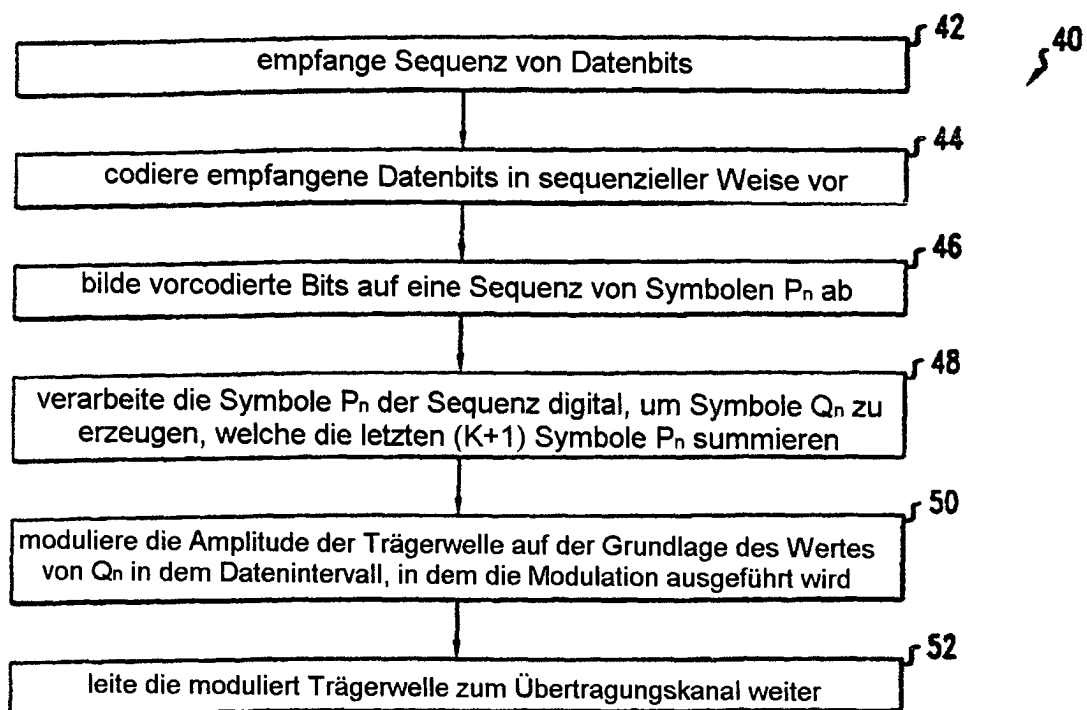 42
40
empfange Sequenz von Datenbits
44
codiere empfangene Datenbits in sequenzieller Weise vor
46
bilde vorcodierte Bits auf eine Sequenz von Symbolen Pn ab
48
verarbeite die Symbole Pn der Sequenz digital, um Symbole Qn zu
erzeugen, welche die letzten (K+1) Symbole Pn summieren
50
moduliere die Amplitude der Trägerwelle auf der Grundlage des Wertes
von Qn in dem Datenintervall, in dem die Modulation ausgeführt wird
52
leite die moduliert Trägerwelle zum Übertragungskanal weiter